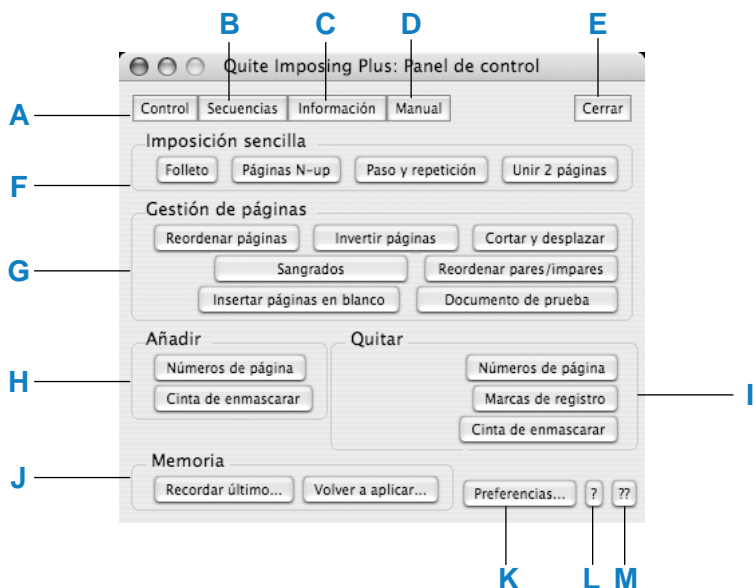 B C D E
Quite Imposing Plus: Panel de control
A Control Secuencias Información Manual Cerrar
Imposición sencilla
F Folleto Páginas N-up Paso y repetición Unir 2 páginas
Gestión de páginas
Reordenar páginas Invertir páginas Cortar y desplazar
G Sangrados Reordenar pares/impares
Insertar páginas en blanco Documento de prueba
Añadir Quitar
Números de página Números de página
H Cinta de enmascarar Marcas de registro I
Cinta de enmascarar
Memoria
J Recordar último... Volver a aplicar... Preferencias... ? ??
K L M